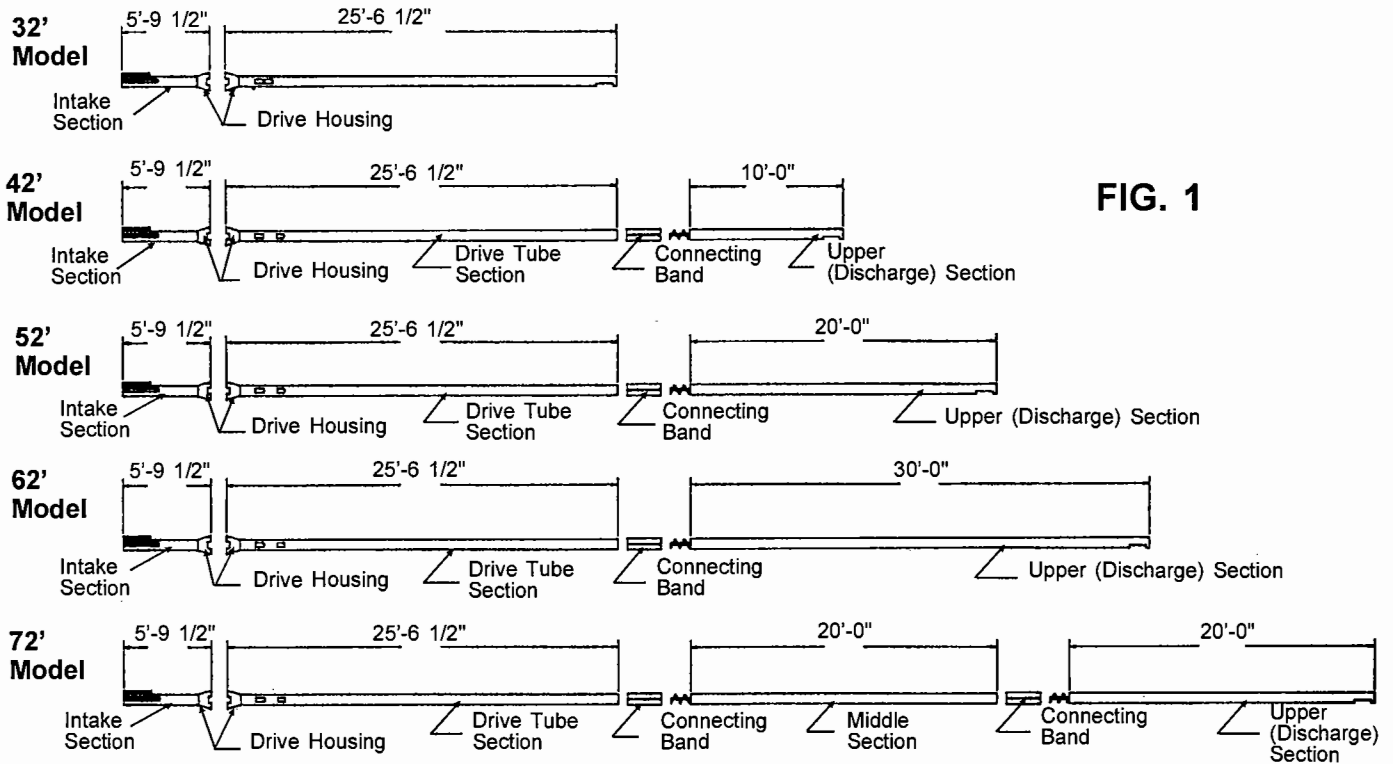 32'
Model
5'-9 1/2"
25'-6 1/2"
Intake
Section
Drive Housing
42'
Model
5'-9 1/2"
25'-6 1/2"
10'-0"
FIG. 1
Intake
Section
Drive Housing
Drive Tube
Section
Connecting
Band
Upper
(Discharge) Section
52'
Model
5'-9 1/2"
25'-6 1/2"
20'-0"
Intake
Section
Drive Housing
Drive Tube
Section
Connecting
Band
Upper (Discharge) Section
62'
Model
5'-9 1/2"
25'-6 1/2"
30'-0"
Intake
Section
Drive Housing
Drive Tube
Section
Connecting
Band
Upper (Discharge) Section
72'
Model
5'-9 1/2"
25'-6 1/2"
20'-0"
20'-0"
Intake
Section
Drive Housing
Drive Tube
Section
Connecting
Band
Middle
Section
Connecting
Band
Upper
(Discharge)
Section